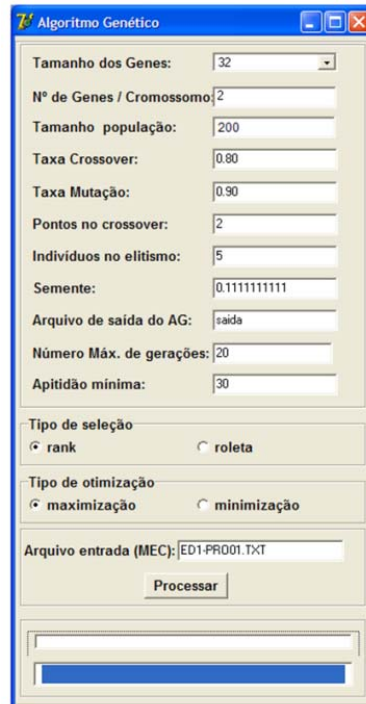 Algoritmo Genético
Tamanho dos Genes: 32
Nº de Genes / Cromossomo: 2
Tamanho população: 200
Taxa Crossover: 0.80
Taxa Mutação: 0.90
Pontos no crossover: 2
Indivíduos no elitismo: 5
Semente: 0.1111111111
Arquivo de saída do AG: saida
Número Máx. de gerações: 20
Apitidão mínima: 30
Tipo de seleção
rank roleta
Tipo de otimização
maximização minimização
Arquivo entrada (MEC): ED1-PRO01.TXT
Processar